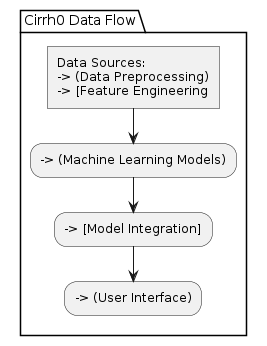 Cirrh0 Data Flow
Data Sources:
-> (Data Preprocessing)
-> [Feature Engineering
-> (Machine Learning Models)
-> [Model Integration]
-> (User Interface)